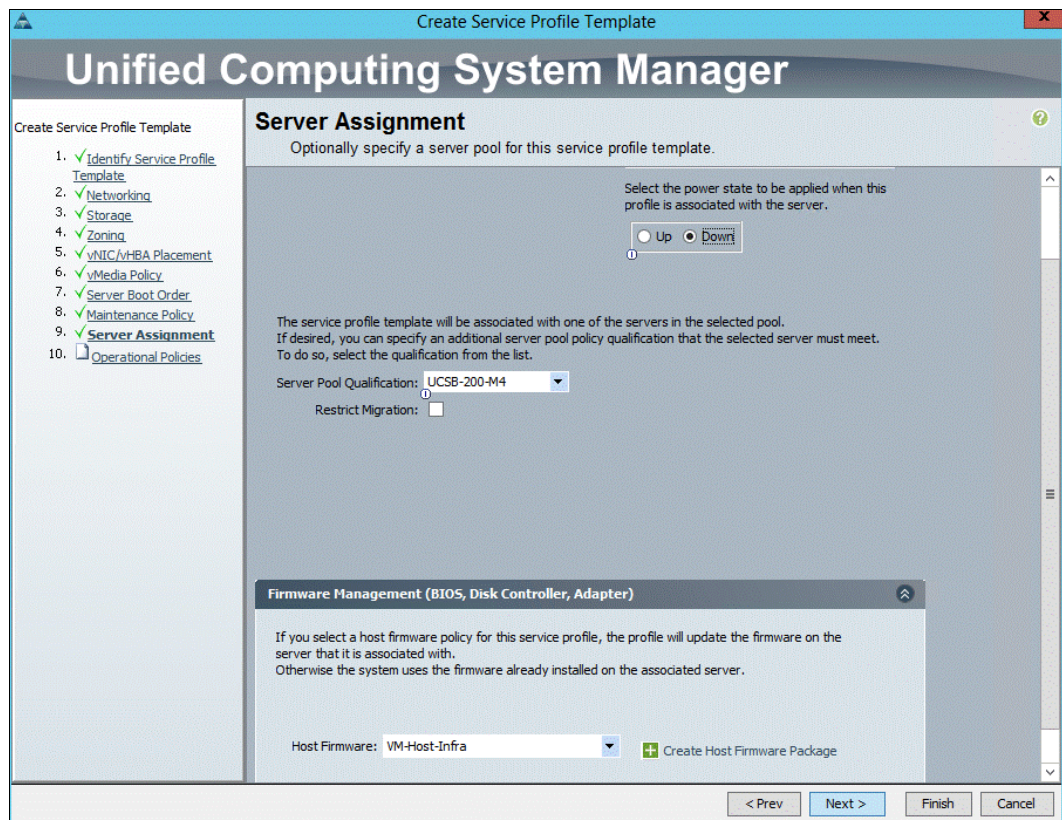 Create Service Profile Template
x
Unified Computing System Manager
Create Service Profile Template
1. Identify Service Profile
Template
2. Networking
3. Storage
4. Zoning
5. vNIC/vHBA Placement
6. vMedia Policy
7. Server Boot Order
8. Maintenance Policy
9. Server Assignment
10. Operational Policies
Server Assignment
?
Optionally specify a server pool for this service profile template.
Select the power state to be applied when this
profile is associated with the server.
Up Down
The service profile template will be associated with one of the servers in the selected pool.
If desired, you can specify an additional server pool policy qualification that the selected server must meet.
To do so, select the qualification from the list.
Server Pool Qualification: UCSB-200-M4
Restrict Migration:
Firmware Management (BIOS, Disk Controller, Adapter)
If you select a host firmware policy for this service profile, the profile will update the firmware on the
server that it is associated with.
Otherwise the system uses the firmware already installed on the associated server.
Host Firmware: VM-Host-Infra
Create Host Firmware Package
< Prev
Next >
Finish
Cancel